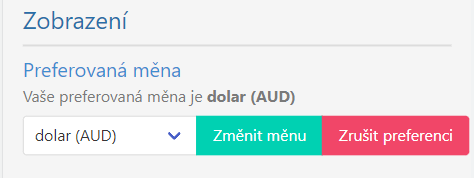 Zobrazení
Preferovaná měna
Vaše preferovaná měna je dolar (AUD)
dolar (AUD) Změnit měnu Zrušit preferenci